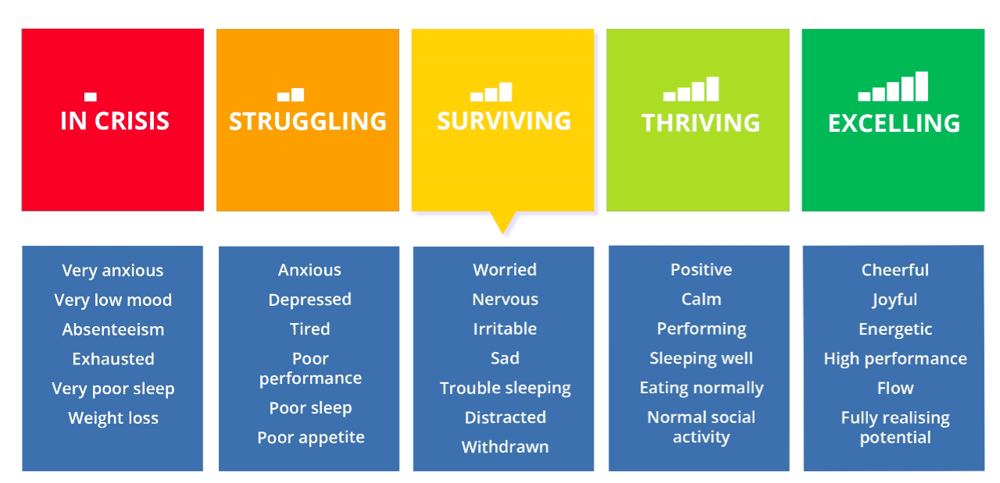 IN CRISIS
STRUGGLING
SURVIVING
THRIVING
EXCELLING
Very anxious
Very low mood
Absenteeism
Exhausted
Very poor sleep
Weight loss
Anxious
Depressed
Tired
Poor
performance
Poor sleep
Poor appetite
Worried
Nervous
Irritable
Sad
Trouble sleeping
Distracted
Withdrawn
Positive
Calm
Performing
Sleeping well
Eating normally
Normal social
activity
Cheerful
Joyful
Energetic
High performance
Flow
Fully realising
potential